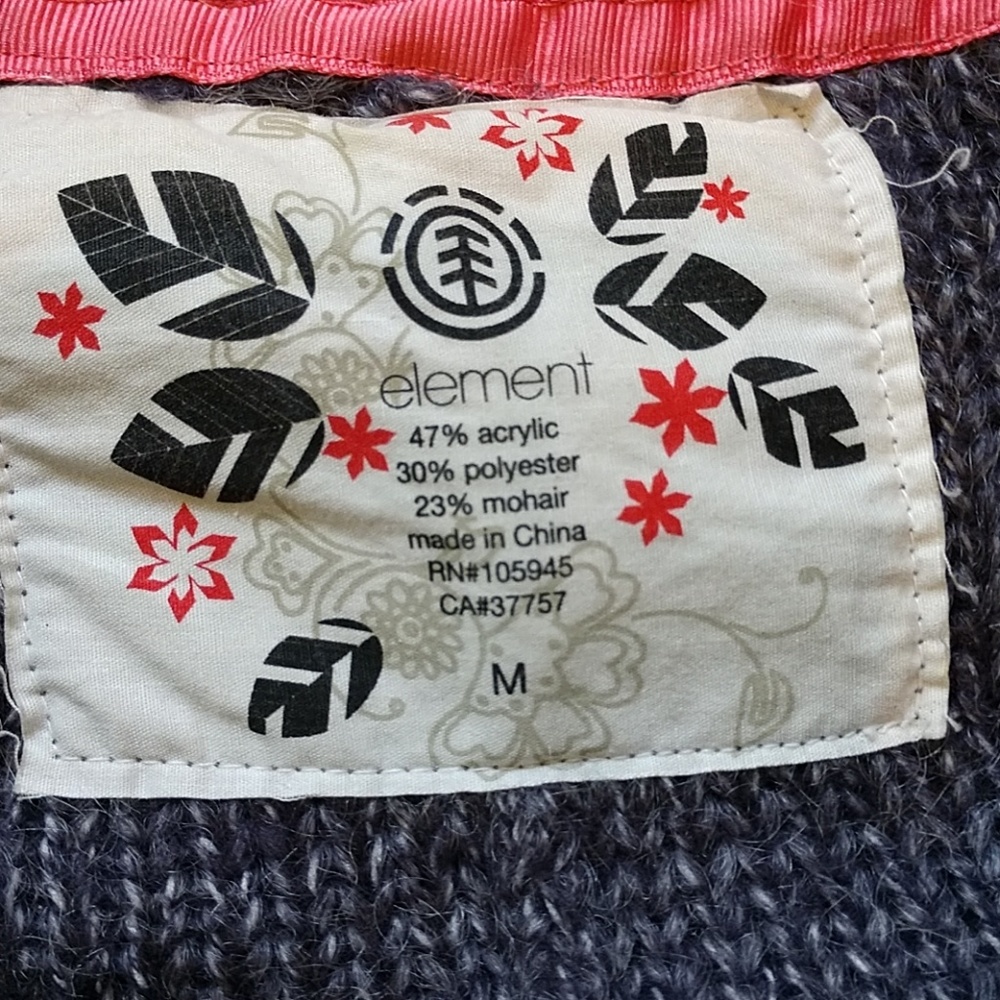 element
47% acrylic
30% polyester
23% mohair
made in China
RN#105945
CA#37757
M